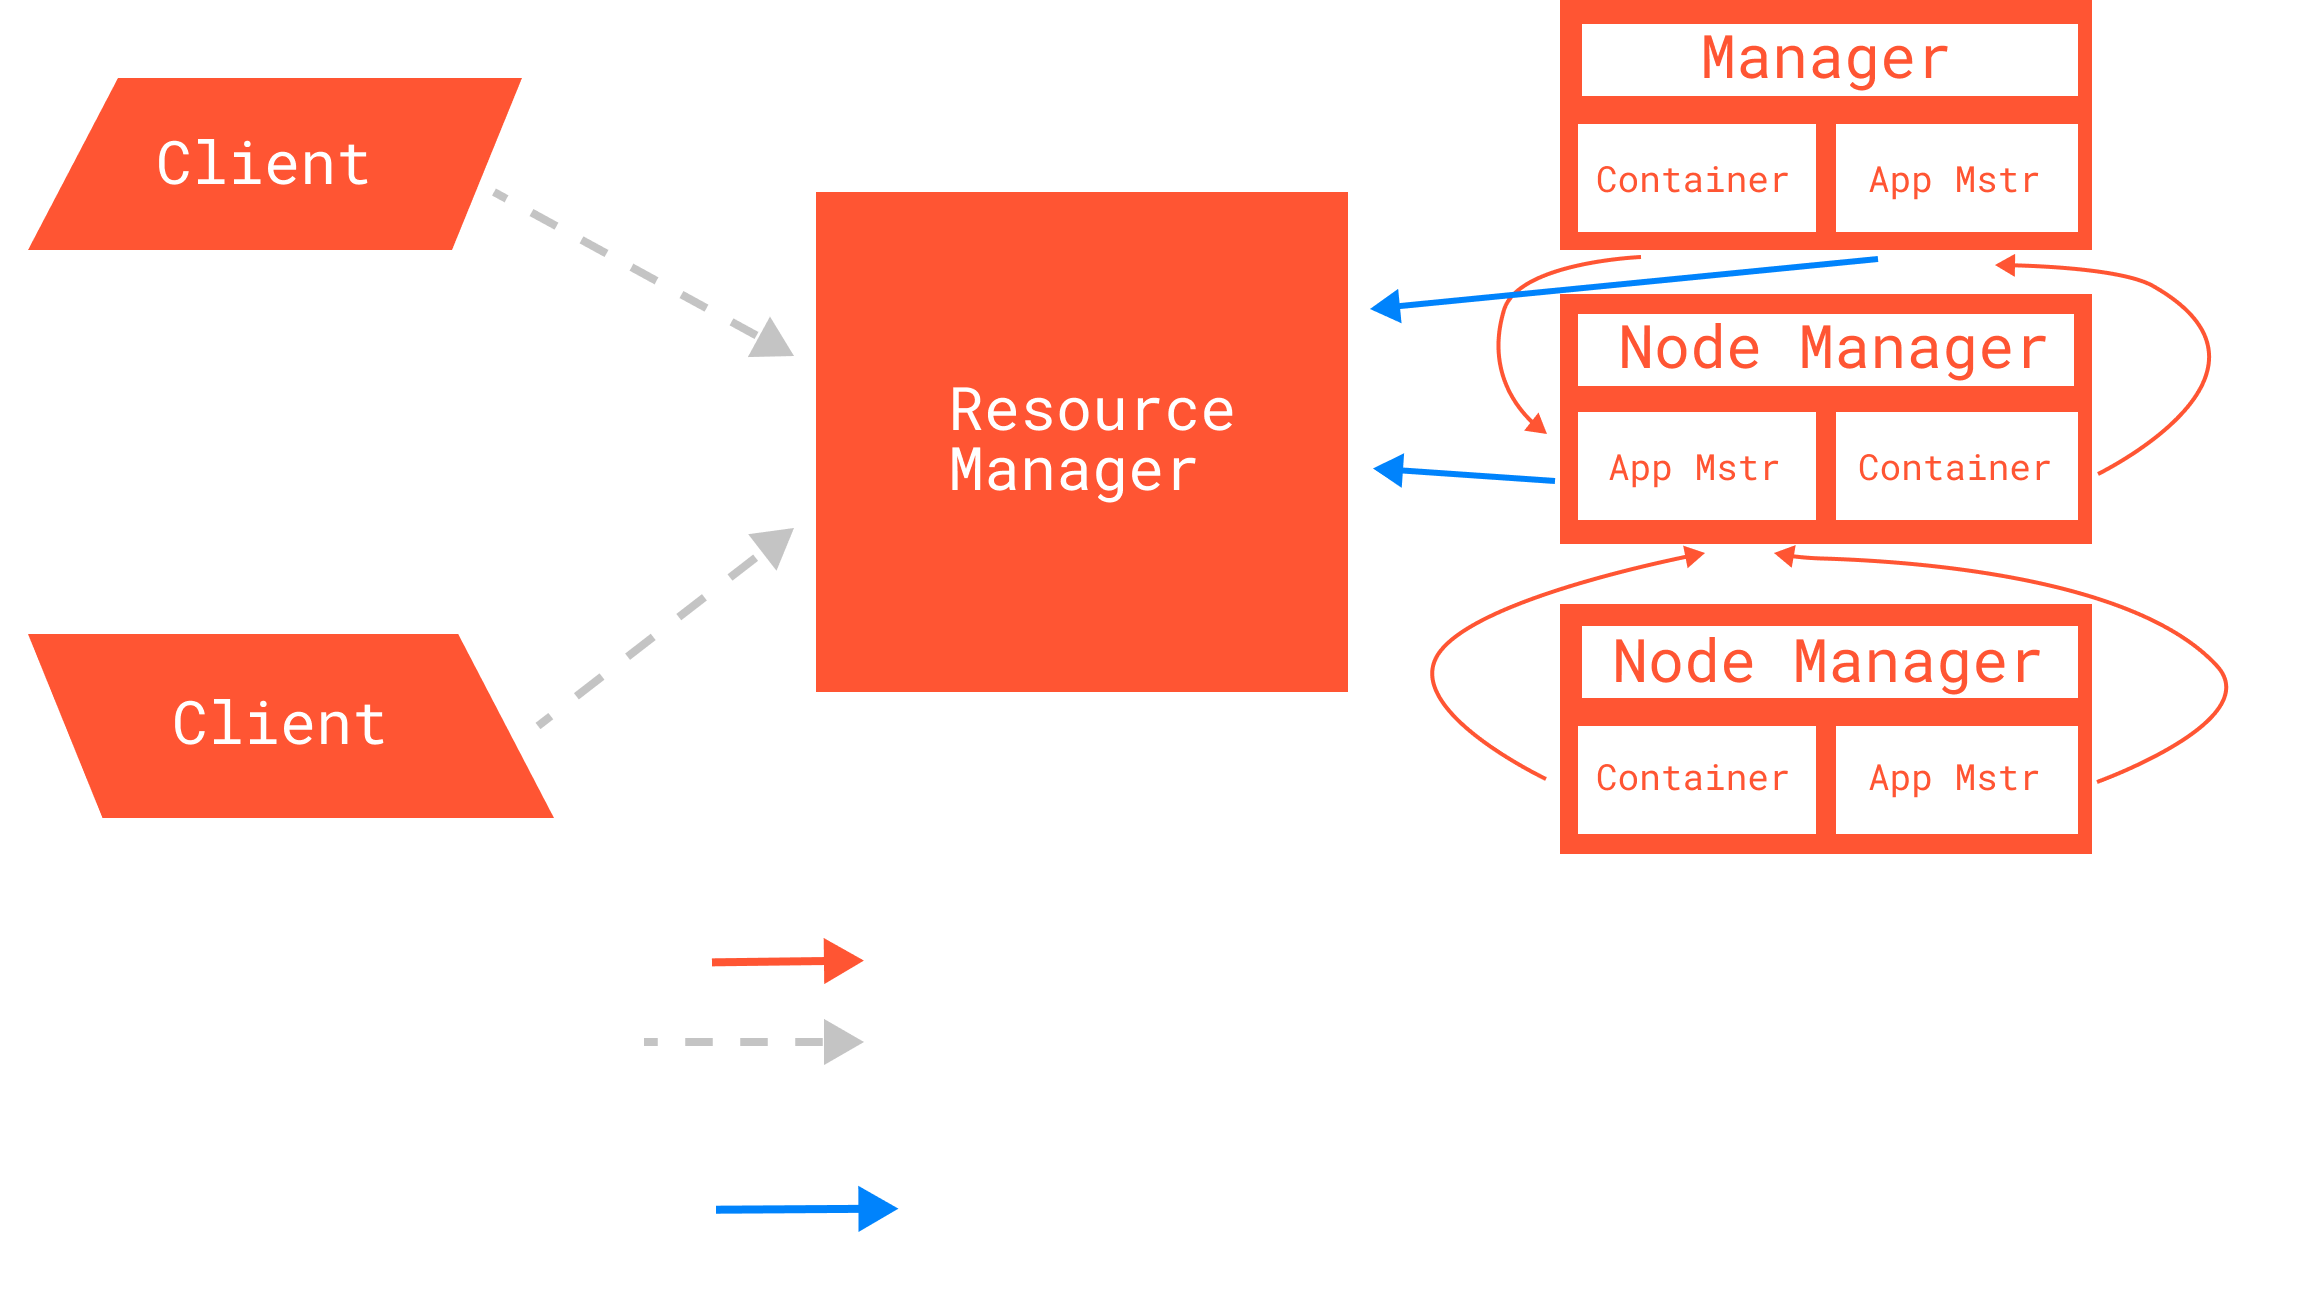 Client
Client
Resource
Manager
Manager
Container
App Mstr
Node Manager
App Mstr
Container
Node Manager
Container
App Mstr